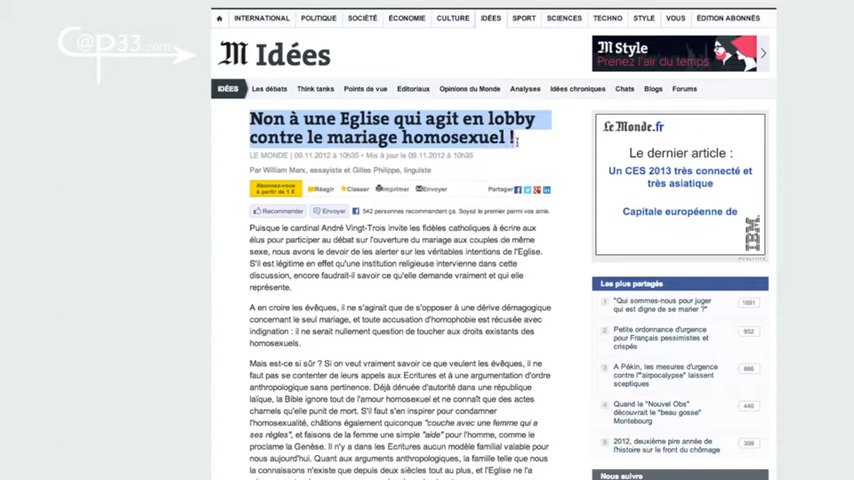 C@p33.com
INTERNATIONAL POLITIQUE SOCIÉTÉ ÉCONOMIE CULTURE IDÉES SPORT SCIENCES TECHNO STYLE VOUS ÉDITION ABONNÉS
M Idées
M Style
Prenez l'air du temps
IDÉES Les débats Think tanks Points de vue Editoriaux Opinions du Monde Analyses Idées chroniques Chats Blogs Forums
Non à une Eglise qui agit en lobby
contre le mariage homosexuel !
LE MONDE | 09.11.2012 à 10h35 • Mis à jour le 09.11.2012 à 10h35
Par William Marx, essayiste et Gilles Philippe, linguiste
Abonnez-vous
à partir de 1 €
Réagir Classer Imprimer Envoyer Partager
Recommander Envoyer 542 personnes recommandent ça. Soyez le premier parmi vos amis.
Puisque le cardinal André Vingt-Trois invite les fidèles catholiques à écrire aux
élus pour participer au débat sur l'ouverture du mariage aux couples de même
sexe, nous avons le devoir de les alerter sur les véritables intentions de l'Eglise.
S'il est légitime en effet qu'une institution religieuse intervienne dans cette
discussion, encore faudrait-il savoir ce qu'elle demande vraiment et qui elle
représente.
A en croire les évêques, il ne s'agirait que de s'opposer à une dérive démagogique
concernant le seul mariage, et toute accusation d'homophobie est récusée avec
indignation : il ne serait nullement question de toucher aux droits existants des
homosexuels.
Mais est-ce si sûr ? Si on veut vraiment savoir ce que veulent les évêques, il ne
faut pas se contenter de leurs appels aux Ecritures et à une argumentation d'ordre
anthropologique sans pertinence. Déjà dénuée d'autorité dans une république
laïque, la Bible ignore tout de l'amour homosexuel et ne connaît que des actes
charnels qu'elle punit de mort. S'il faut s'en inspirer pour condamner
l'homosexualité, châtions également quiconque "couche avec une femme qui a
ses règles", et faisons de la femme une simple "aide" pour l'homme, comme le
proclame la Genèse. Il n'y a dans les Ecritures aucun modèle familial valable pour
nous aujourd'hui. Quant aux arguments anthropologiques, la famille telle que nous
la connaissons n'existe que depuis deux siècles tout au plus, et l'Eglise ne l'a
Le Monde.fr
Le dernier article :
Un CES 2013 très connecté et
très asiatique
Capitale européenne de
IBM
PUBLICITÉ
Les plus partagés
1 "Qui sommes-nous pour juger
qui est digne de se marier ?" 1691
2 Petite ordonnance d'urgence
pour Français pessimistes et
crispés 952
3 A Pékin, les mesures d'urgence
contre l'"airpocalypse" laissent
sceptiques 886
4 Quand le "Nouvel Obs"
découvrait le "beau gosse"
Montebourg 446
5 2012, deuxième pire année de
l'histoire sur le front du chômage 399
Nous suivre